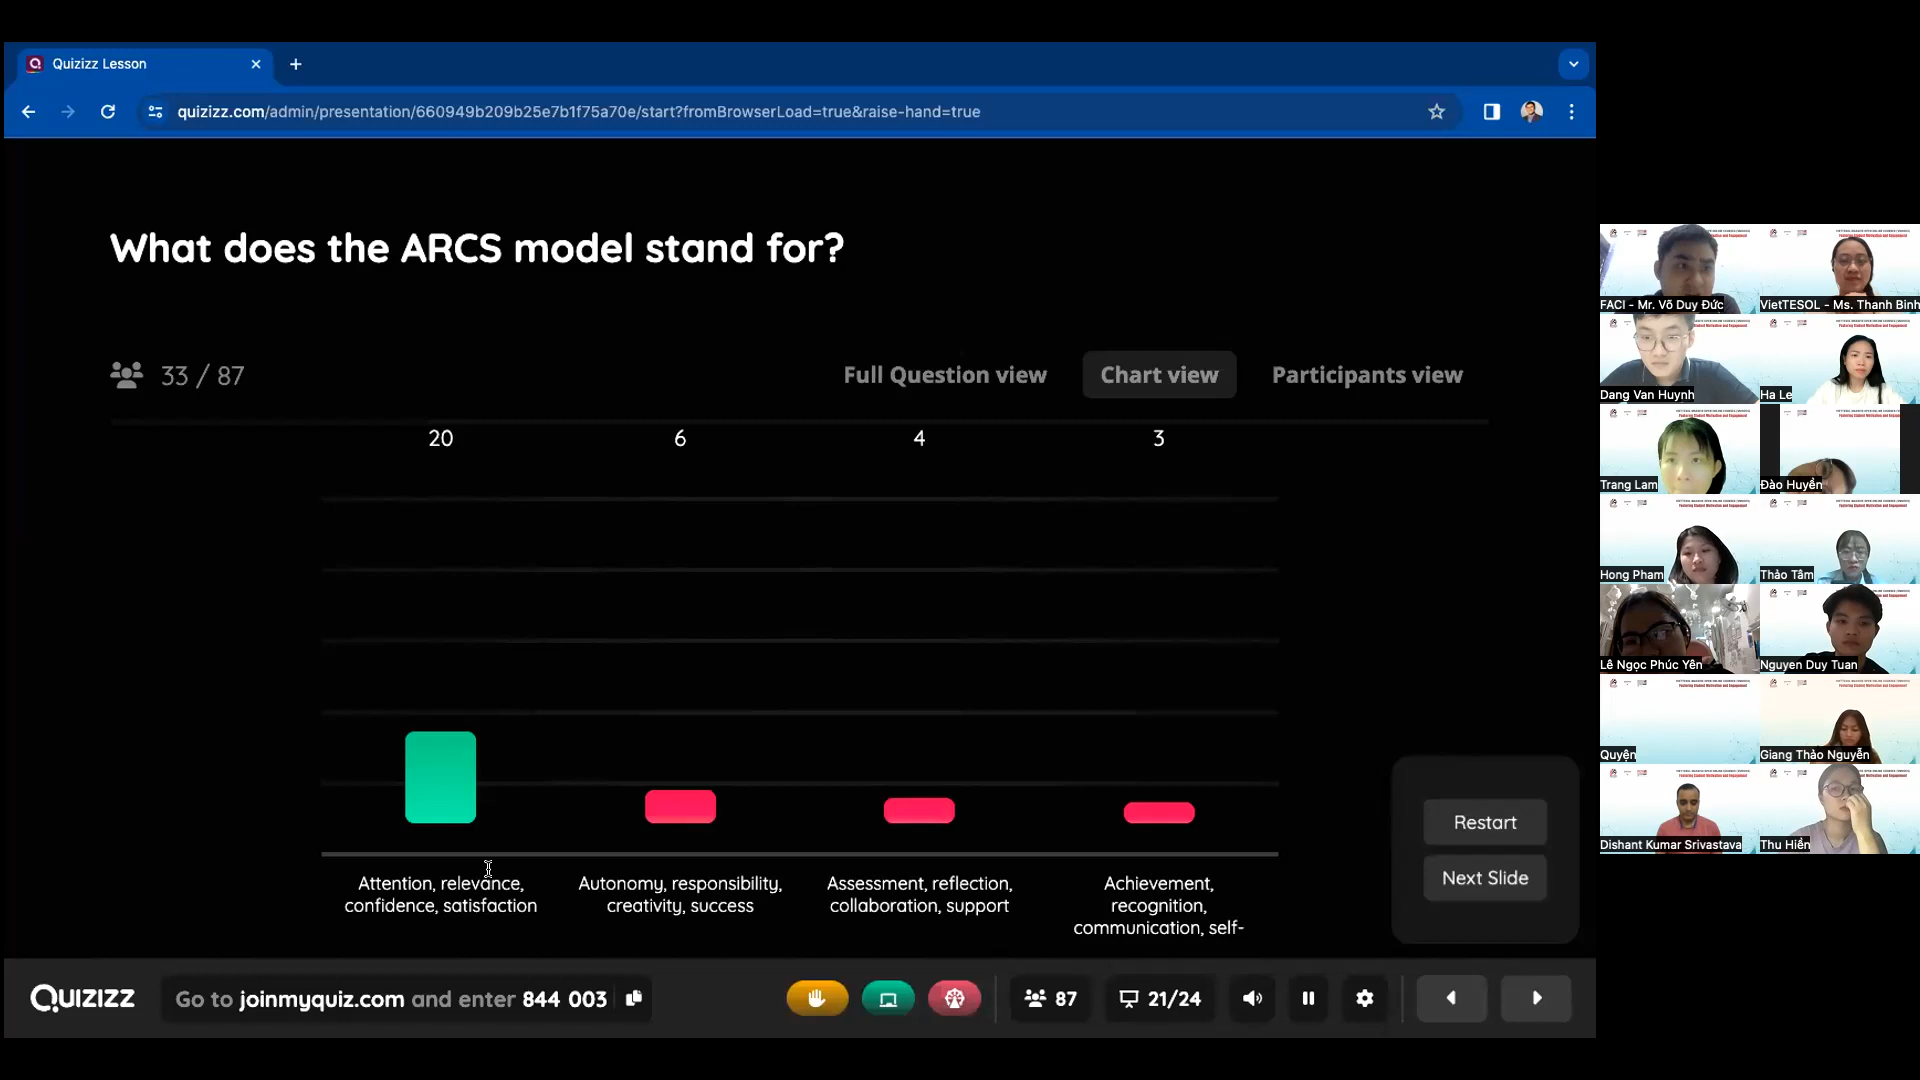 Quizizz Lesson
quizizz.com/admin/presentation/660949b209b25e7b1f75a70e/start?fromBrowserLoad=true&raise-hand=true
What does the ARCS model stand for?
33 / 87
Full Question view
Chart view
Participants view
20
6
4
3
Attention, relevance,
confidence, satisfaction
Autonomy, responsibility,
creativity, success
Assessment, reflection,
collaboration, support
Achievement,
recognition,
communication, self-
Restart
Next Slide
QUIZIZZ
Go to joinmyquiz.com and enter 844 003
87
21/24
FACI - Mr. Võ Duy Đức
VietTESOL - Ms. Thanh Binh
Dang Van Huynh
Ha Le
Trang Lam
Đào Huyền
Hong Pham
Thảo Tâm
Lê Ngọc Phúc Yên
Nguyen Duy Tuan
Quyện
Giang Thảo Nguyễn
Dishant Kumar Srivastava
Thu Hiền